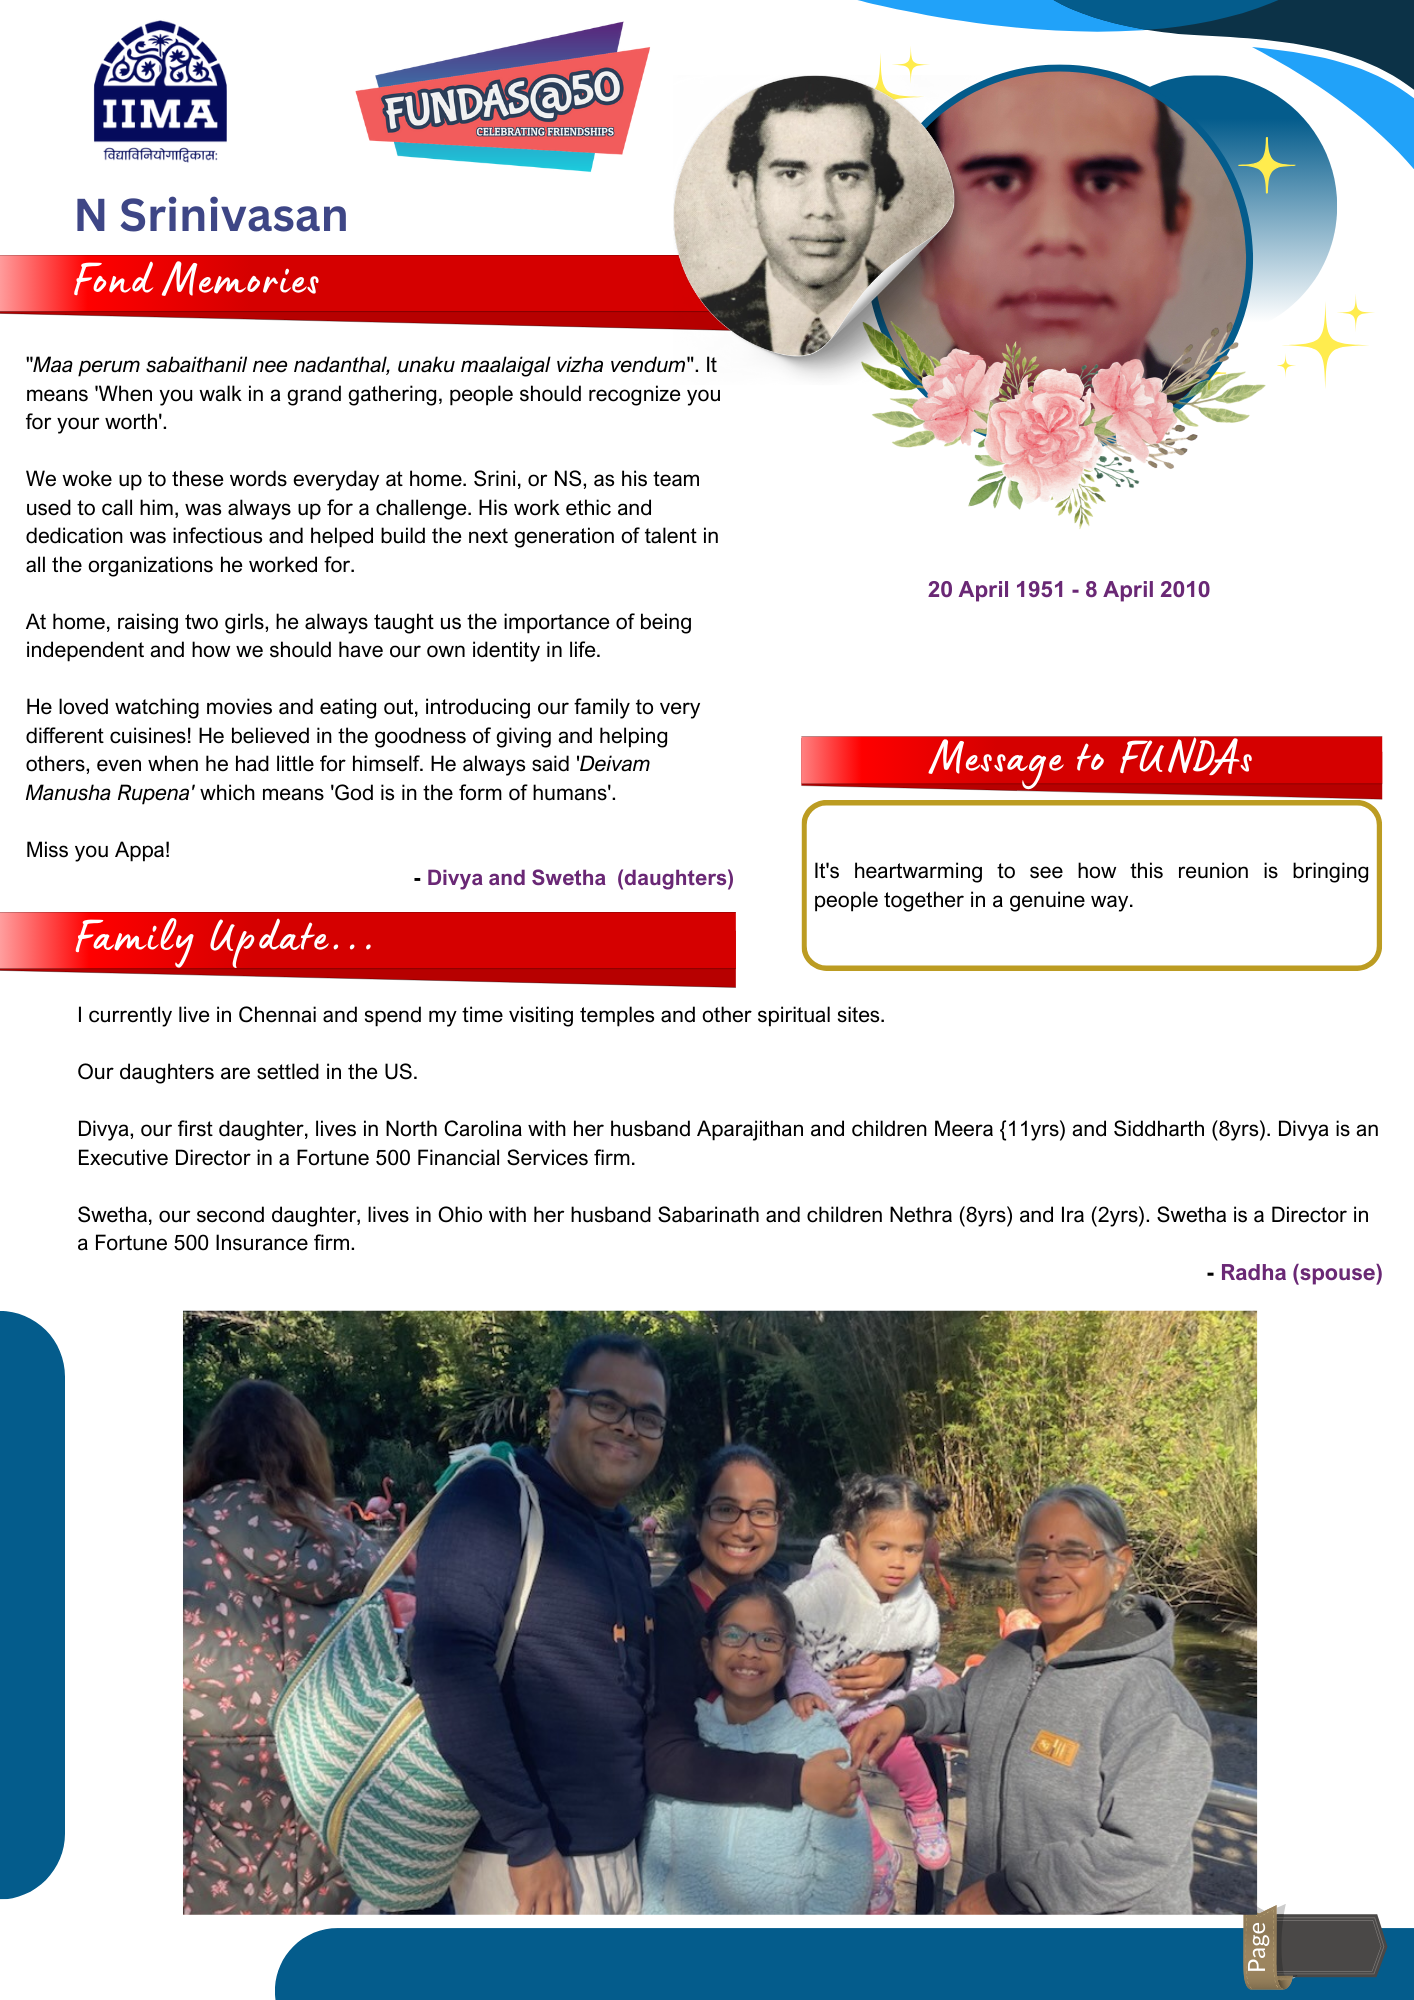 IIMA
विद्याविनियोगाद्विकास:
FUNDAS@50
CELEBRATING FRIENDSHIPS
N Srinivasan
Fond Memories
"Maa perum sabaithanil nee nadanthal, unaku maalaigal vizha vendum". It
means 'When you walk in a grand gathering, people should recognize you
for your worth'.
We woke up to these words everyday at home. Srini, or NS, as his team
used to call him, was always up for a challenge. His work ethic and
dedication was infectious and helped build the next generation of talent in
all the organizations he worked for.
At home, raising two girls, he always taught us the importance of being
independent and how we should have our own identity in life.
He loved watching movies and eating out, introducing our family to very
different cuisines! He believed in the goodness of giving and helping
others, even when he had little for himself. He always said 'Deivam
Manusha Rupena' which means 'God is in the form of humans'.
Miss you Appa!
- Divya and Swetha (daughters)
20 April 1951 - 8 April 2010
Message to FUNDAs
It's heartwarming to see how this reunion is bringing
people together in a genuine way.
Family Update...
I currently live in Chennai and spend my time visiting temples and other spiritual sites.
Our daughters are settled in the US.
Divya, our first daughter, lives in North Carolina with her husband Aparajithan and children Meera {11yrs) and Siddharth (8yrs). Divya is an
Executive Director in a Fortune 500 Financial Services firm.
Swetha, our second daughter, lives in Ohio with her husband Sabarinath and children Nethra (8yrs) and Ira (2yrs). Swetha is a Director in
a Fortune 500 Insurance firm.
- Radha (spouse)
Page